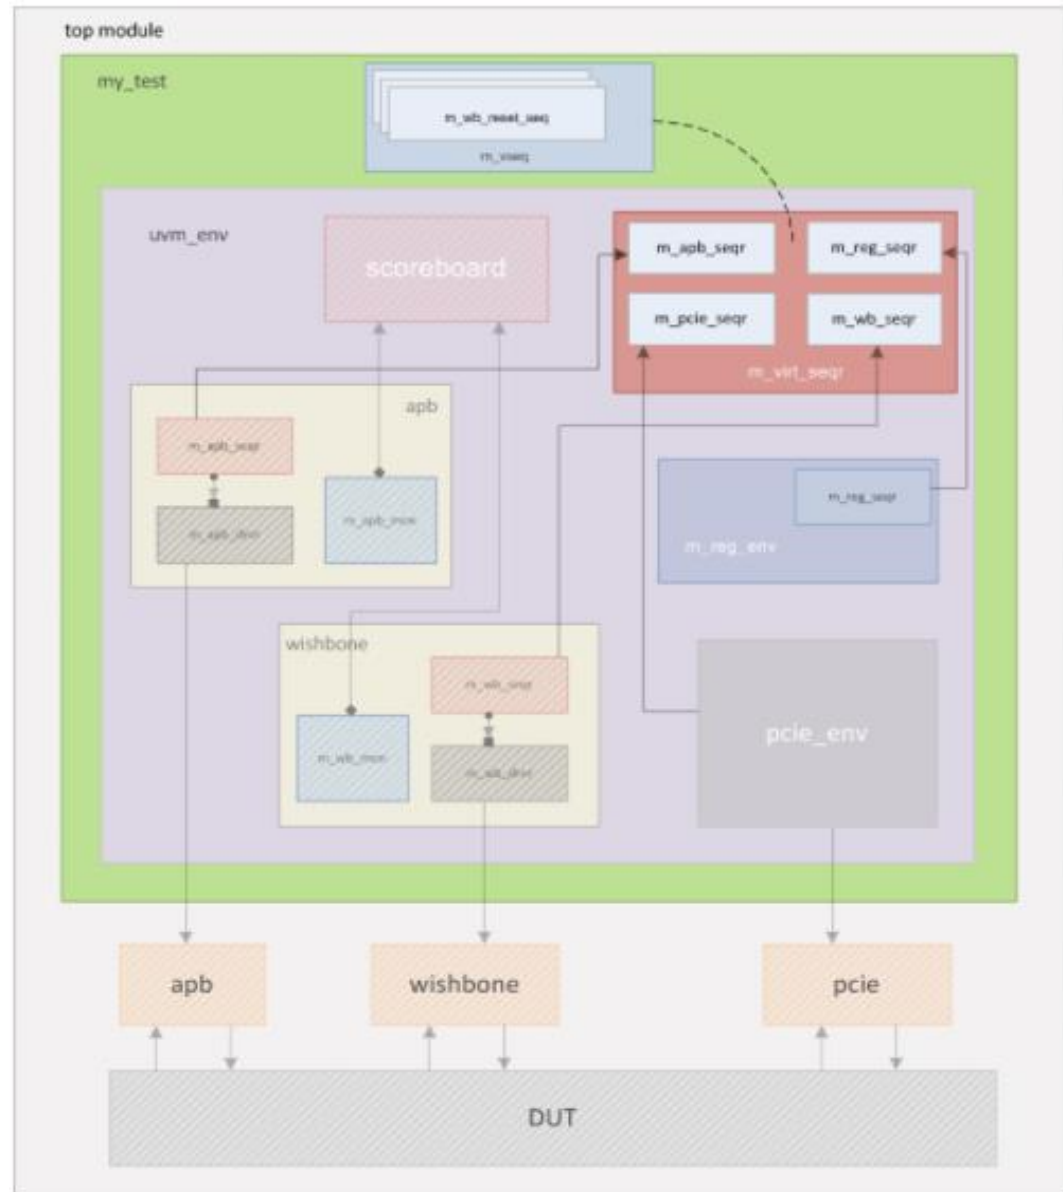 top module
my_test
m_wb_reset_seq
m_vseq
uvm_env
scoreboard
m_apb_seqr
m_reg_seqr
m_pcie_seqr
m_wb_seqr
m_virt_seqr
apb
m_apb_seqr
m_apb_drvr
m_apb_mon
m_reg_seqr
m_reg_env
wishbone
m_wb_seqr
m_wb_mon
m_wb_drvr
pcie_env
apb
wishbone
pcie
DUT